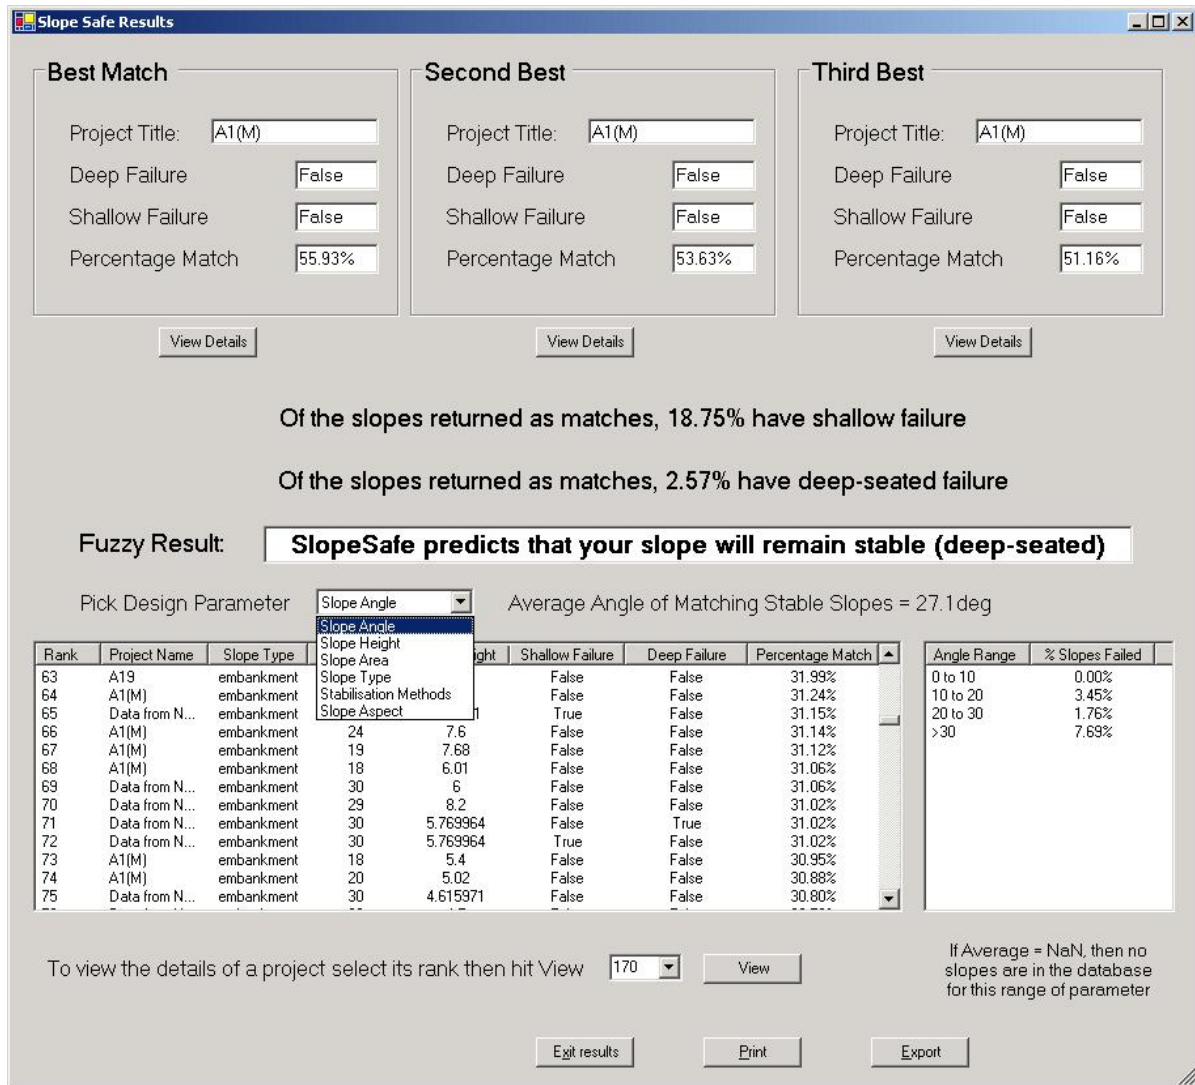 Slope Safe Results
Best Match
Project Title: A1(M)
Deep Failure False
Shallow Failure False
Percentage Match 55.93%
View Details
Second Best
Project Title: A1(M)
Deep Failure False
Shallow Failure False
Percentage Match 53.63%
View Details
Third Best
Project Title: A1(M)
Deep Failure False
Shallow Failure False
Percentage Match 51.16%
View Details
Of the slopes returned as matches, 18.75% have shallow failure
Of the slopes returned as matches, 2.57% have deep-seated failure
Fuzzy Result: SlopeSafe predicts that your slope will remain stable (deep-seated)
Pick Design Parameter Slope Angle Average Angle of Matching Stable Slopes = 27.1deg
Slope Angle
Slope Height
Slope Area
Slope Type
Stabilisation Methods
Slope Aspect
Rank Project Name Slope Type Shallow Failure Deep Failure Percentage Match
63 A19 embankment False False 31.99%
64 A1(M) embankment False False 31.24%
65 Data from N... embankment True False 31.15%
66 A1(M) embankment 24 7.6 False False 31.14%
67 A1(M) embankment 19 7.68 False False 31.12%
68 A1(M) embankment 18 6.01 False False 31.06%
69 Data from N... embankment 30 6 False False 31.06%
70 Data from N... embankment 29 8.2 False False 31.02%
71 Data from N... embankment 30 5.769964 False True 31.02%
72 Data from N... embankment 30 5.769964 True False 31.02%
73 A1(M) embankment 18 5.4 False False 30.95%
74 A1(M) embankment 20 5.02 False False 30.88%
75 Data from N... embankment 30 4.615971 False False 30.80%
Angle Range % Slopes Failed
0 to 10 0.00%
10 to 20 3.45%
20 to 30 1.76%
>30 7.69%
To view the details of a project select its rank then hit View 170 View
If Average = NaN, then no
slopes are in the database
for this range of parameter
Exit results Print Export